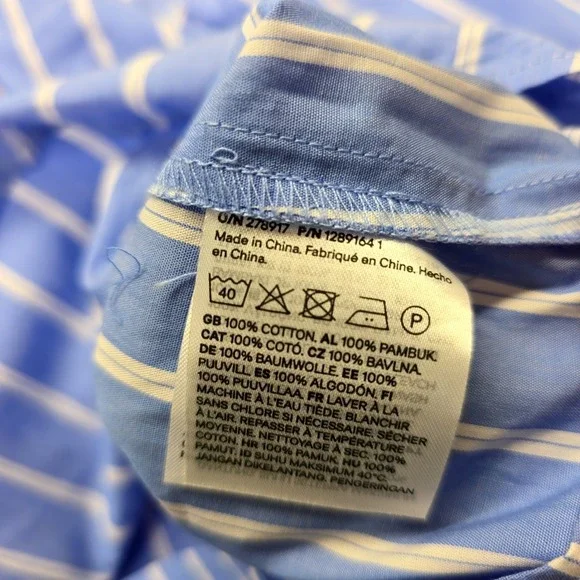 O/N 278917 P/N 1289164 1
Made in China. Fabriqué en Chine. Hecho
en China.
40 P
GB 100% COTTON. AL 100% PAMBUK.
CAT 100% COTÓ. CZ 100% BAVLNA.
DE 100% BAUMWOLLE. EE 100%
PUUVILL. ES 100% ALGODÓN. FI
100% PUUVILLAA. FR LAVER À LA
MACHINE À L'EAU TIÈDE, BLANCHIR
SANS CHLORE SI NÉCESSAIRE, SÉCHER
À L'AIR. REPASSER À TEMPÉRATURE
MOYENNE. NETTOYAGE À SEC. 100%
COTON. HR 100% PAMUK. HU 100%
PAMUT. ID SUHU MAKSIMUM 40°C.
JANGAN DIKELANTANG. PENGERINGAN